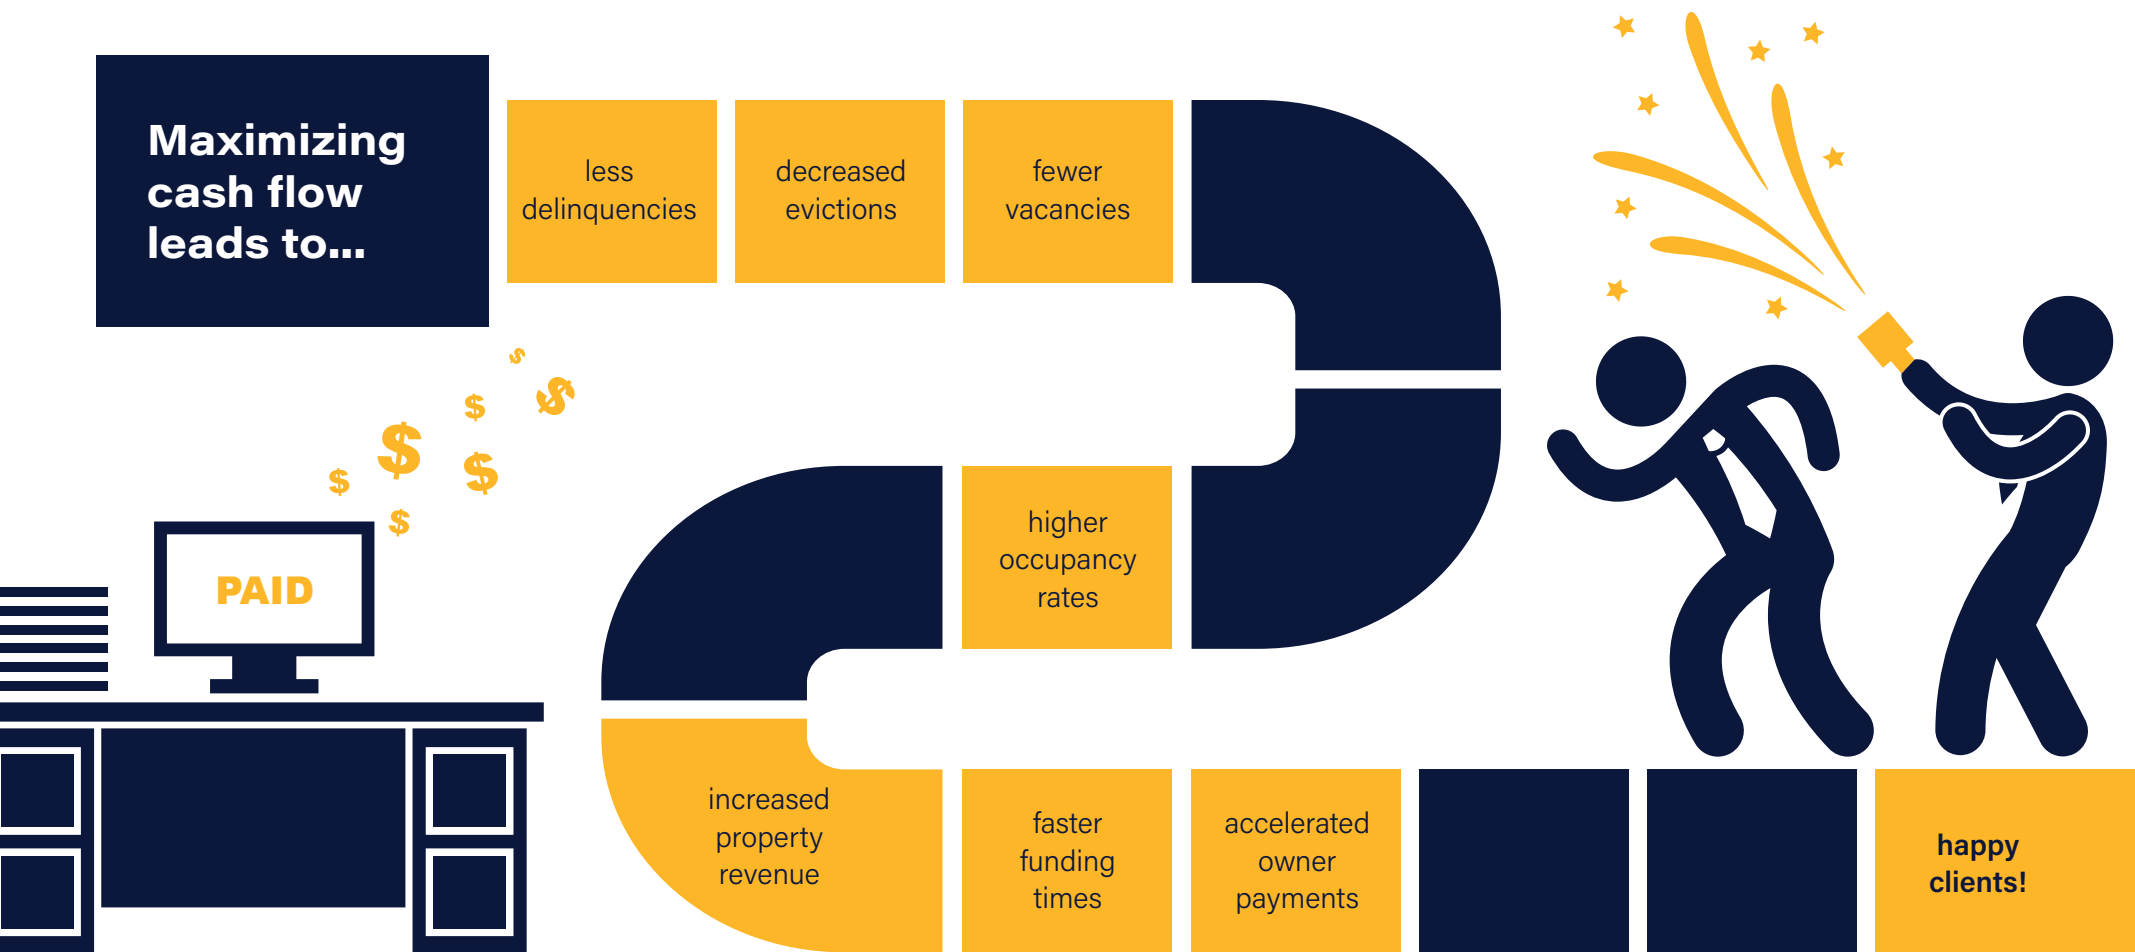 Maximizing
cash flow
leads to...
less
delinquencies
decreased
evictions
fewer
vacancies
higher
occupancy
rates
increased
property
revenue
faster
funding
times
accelerated
owner
payments
happy
clients!
$
$
$
$
$
$
$
PAID